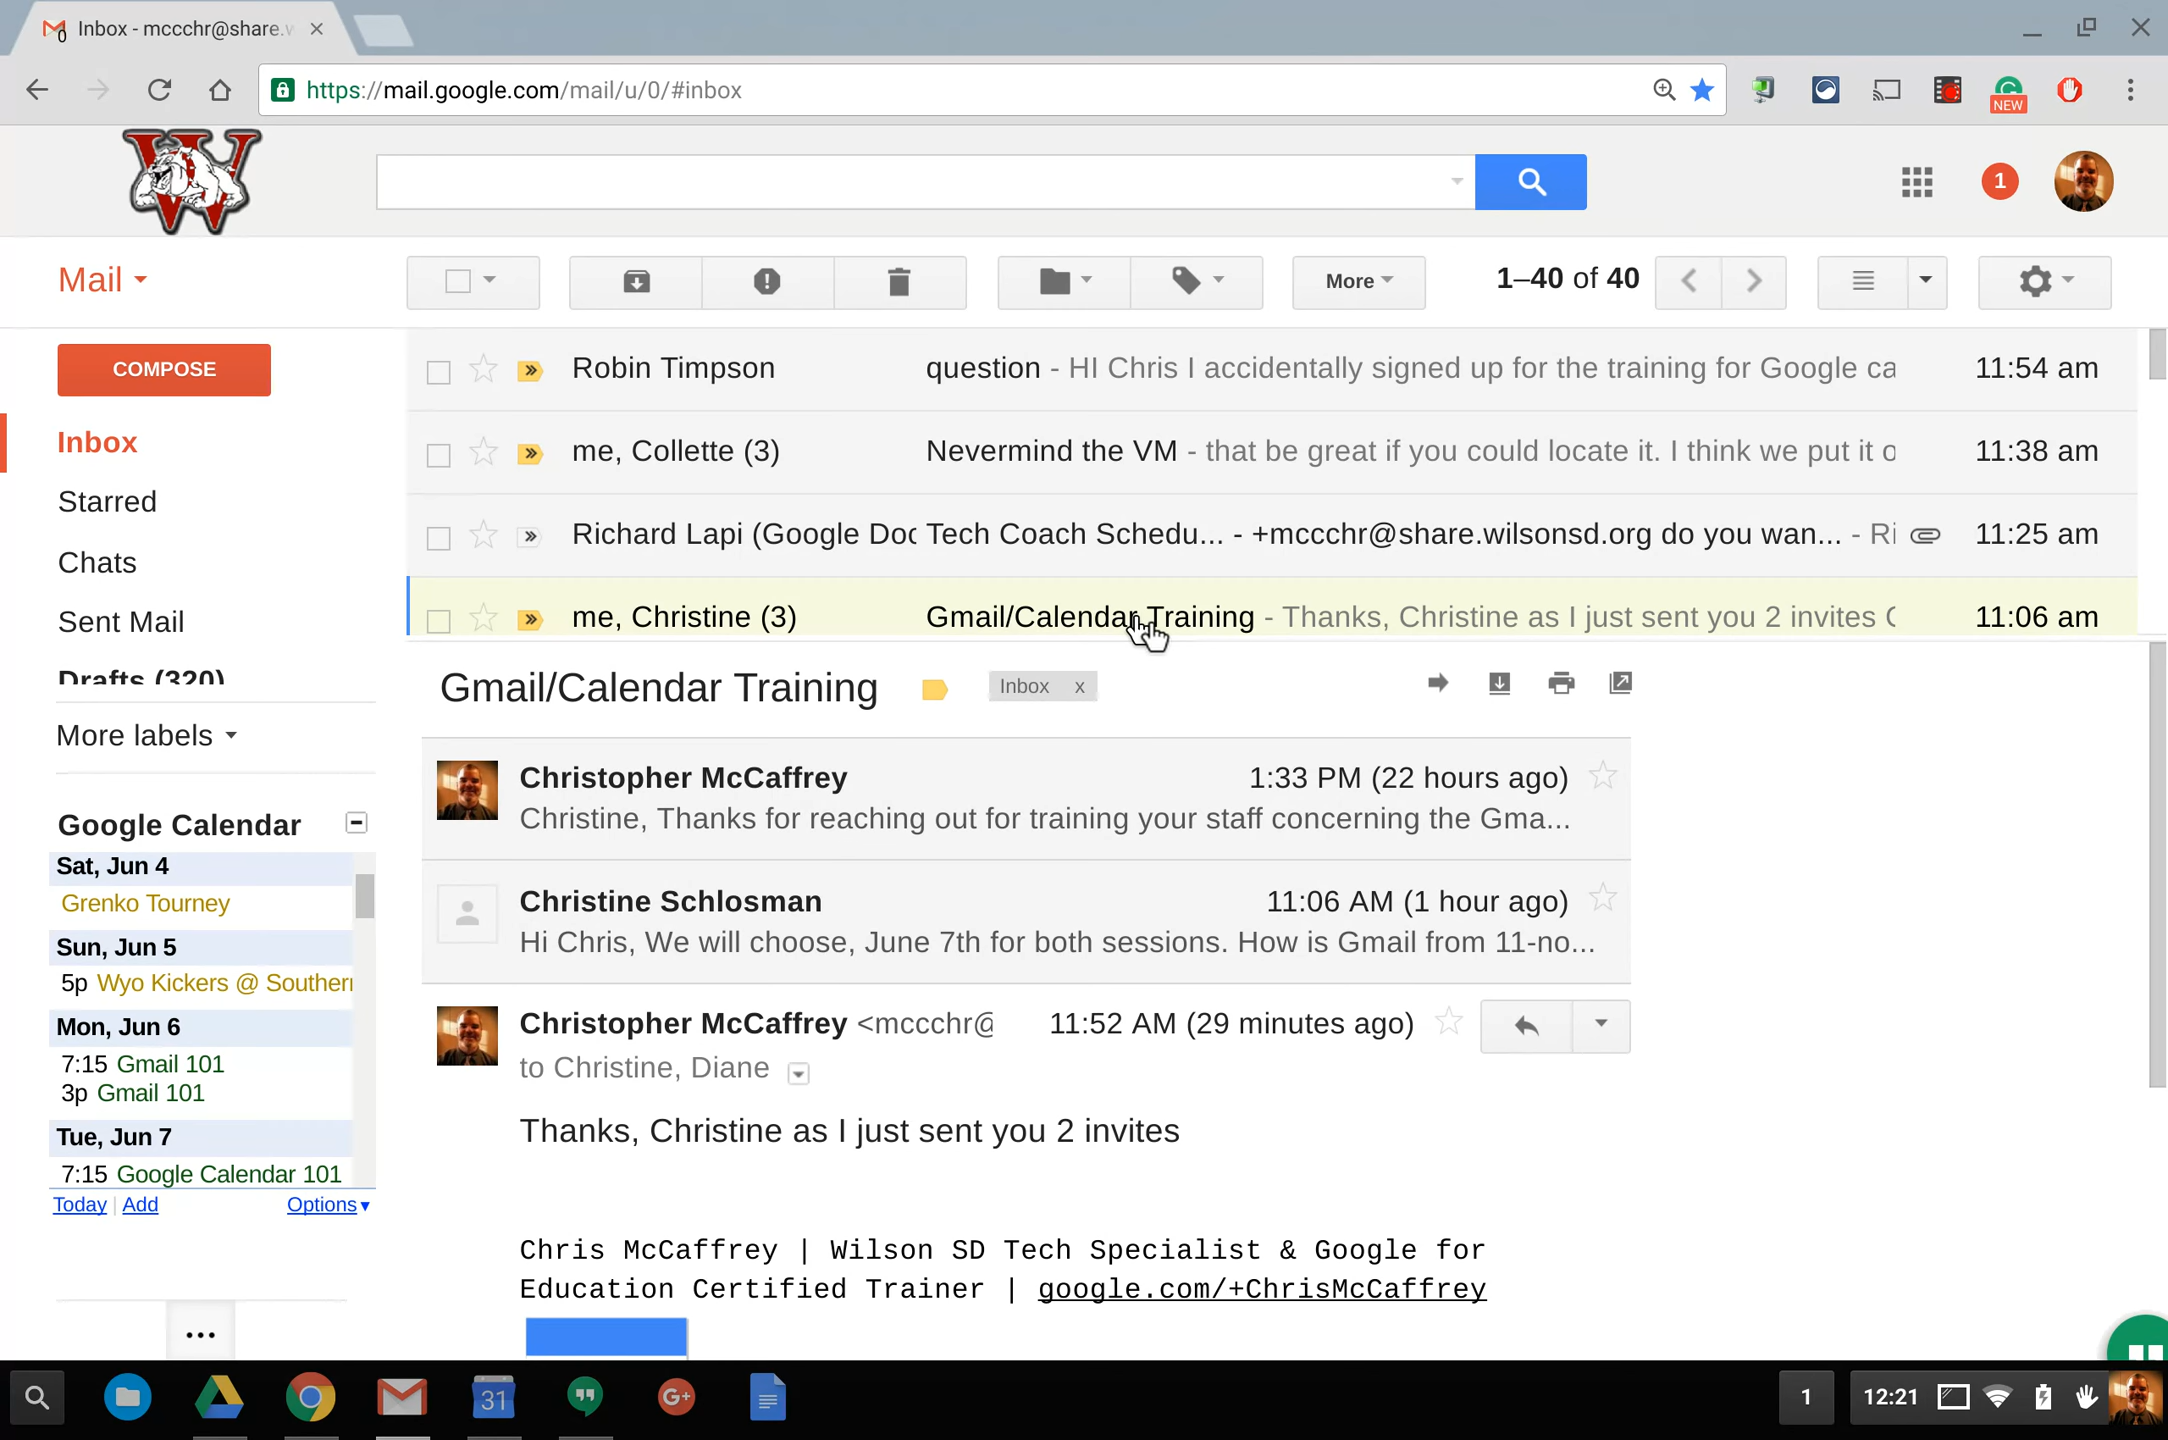 Inbox - mccchr@share.w
https://mail.google.com/mail/u/0/#inbox
NEW
W
1
Mail
More
1–40 of 40
COMPOSE
Inbox
Starred
Chats
Sent Mail
Drafts (320)
More labels
Robin Timpson question - HI Chris I accidentally signed up for the training for Google ca 11:54 am
me, Collette (3) Nevermind the VM - that be great if you could locate it. I think we put it o 11:38 am
Richard Lapi (Google Doc Tech Coach Schedu... - +mccchr@share.wilsonsd.org do you wan... - Ri 11:25 am
me, Christine (3) Gmail/Calendar Training - Thanks, Christine as I just sent you 2 invites C 11:06 am
Gmail/Calendar Training Inbox x
Christopher McCaffrey 1:33 PM (22 hours ago)
Christine, Thanks for reaching out for training your staff concerning the Gma...
Christine Schlosman 11:06 AM (1 hour ago)
Hi Chris, We will choose, June 7th for both sessions. How is Gmail from 11-no...
Christopher McCaffrey <mccchr@ 11:52 AM (29 minutes ago)
to Christine, Diane
Thanks, Christine as I just sent you 2 invites
Chris McCaffrey | Wilson SD Tech Specialist & Google for
Education Certified Trainer | google.com/+ChrisMcCaffrey
Google Calendar
Sat, Jun 4
Grenko Tourney
Sun, Jun 5
5p Wyo Kickers @ Southern
Mon, Jun 6
7:15 Gmail 101
3p Gmail 101
Tue, Jun 7
7:15 Google Calendar 101
Today | Add Options
31
G+
1
12:21